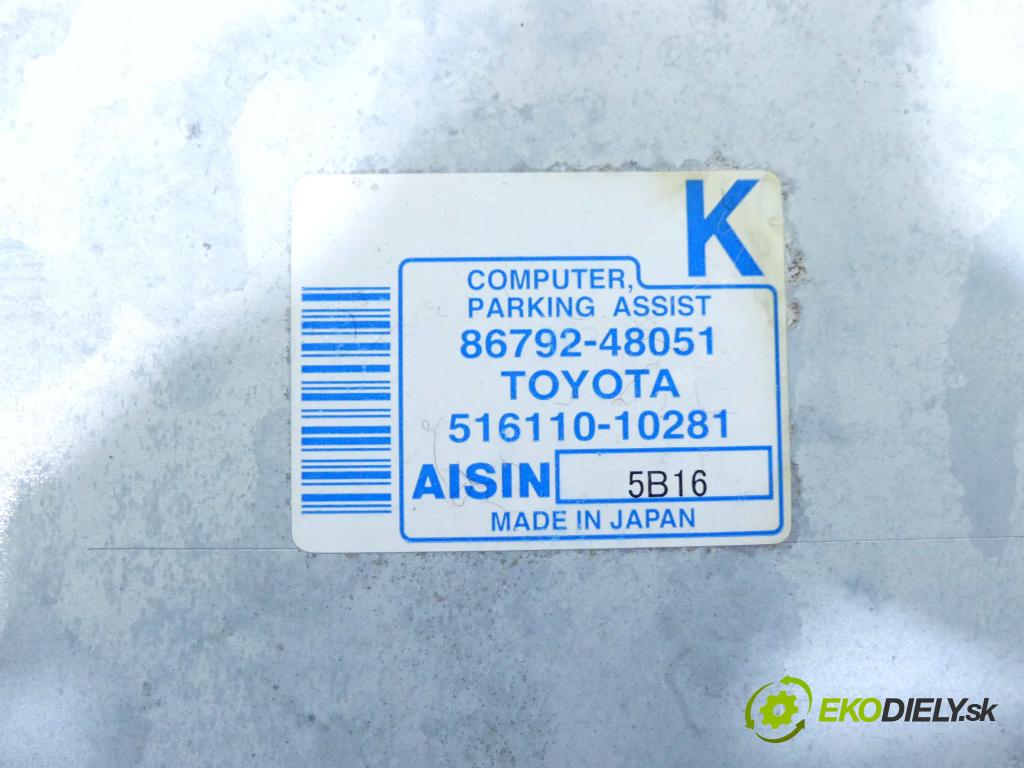 K
COMPUTER,
PARKING ASSIST
86792-48051
TOYOTA
516110-10281
AISIN 5B16
MADE IN JAPAN
EKODIELY.sk